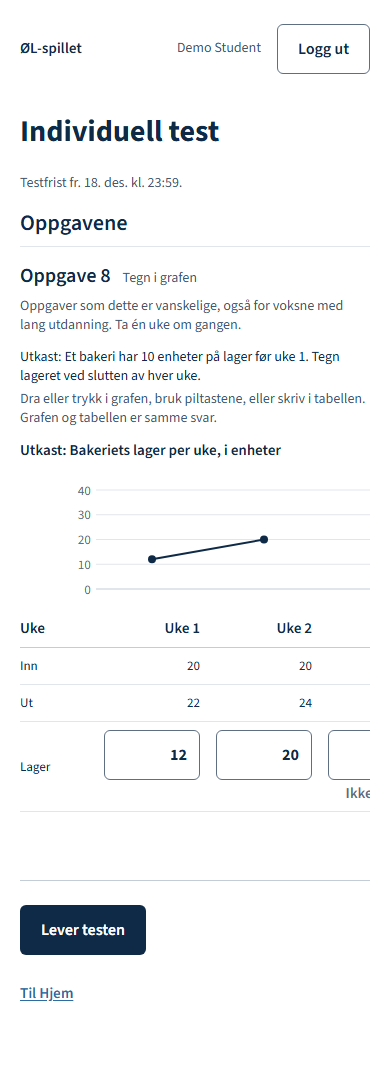 ØL-spillet
Demo Student
Logg ut
Individuell test
Testfrist fr. 18. des. kl. 23:59.
Oppgavene
Oppgave 8 Tegn i grafen
Oppgaver som dette er vanskelige, også for voksne med
lang utdanning. Ta én uke om gangen.
Utkast: Et bakeri har 10 enheter på lager før uke 1. Tegn
lageret ved slutten av hver uke.
Dra eller trykk i grafen, bruk piltastene, eller skriv i tabellen.
Grafen og tabellen er samme svar.
Utkast: Bakeriets lager per uke, i enheter
40
30
20
10
0
Uke Uke 1 Uke 2
Inn 20 20
Ut 22 24
Lager 12 20
Ikke
Lever testen
Til Hjem